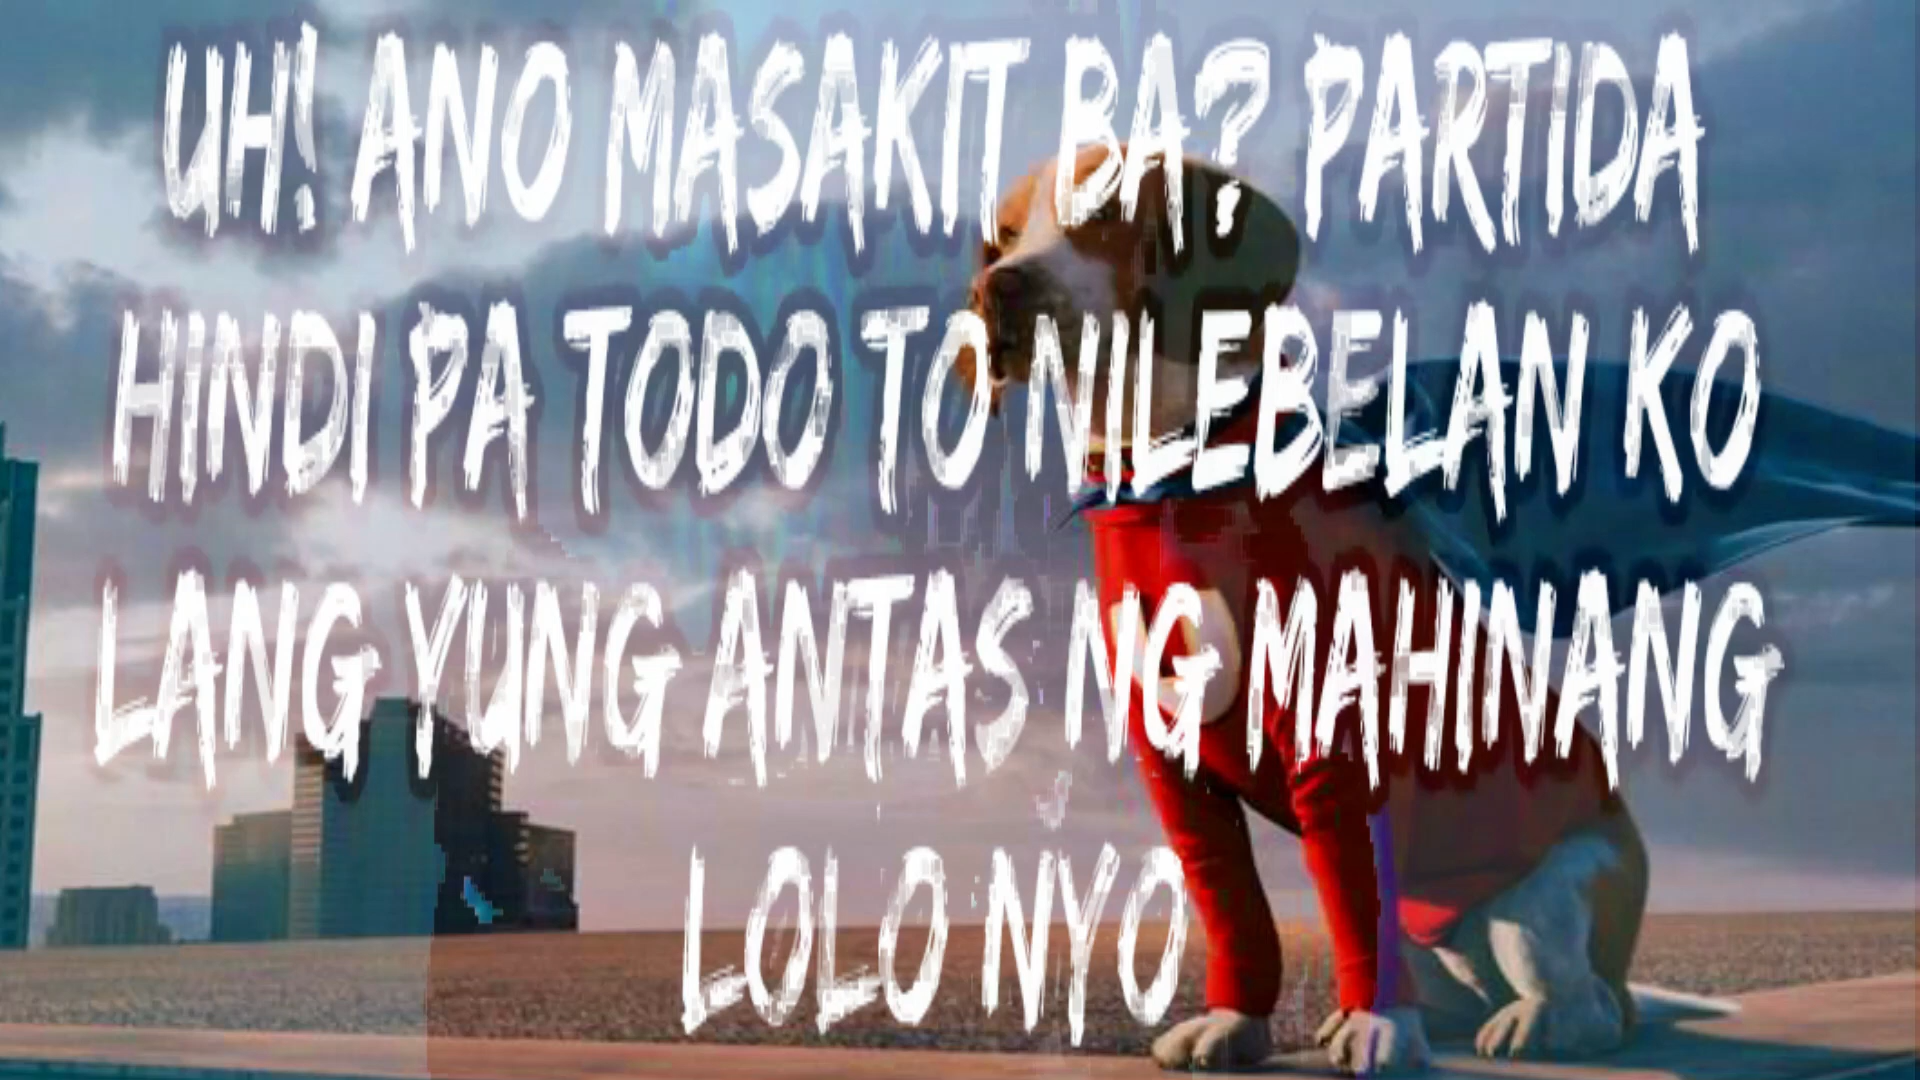 UH! ANO MASAKIT BA? PARTIDA
HINDI PA TODO TO NILEBELAN KO
LANG YUNG ANTAS NG MAHINANG
LOLO NYO